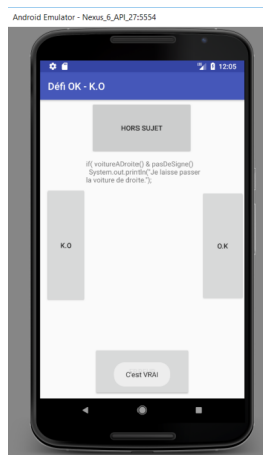 Android Emulator - Nexus_6_API_27:5554
12:05
Défi OK - K.O
HORS SUJET
if( voitureADroite() & pasDeSigne()
System.out.println("Je laisse passer
la voiture de droite.");
K.O
O.K
C'est VRAI